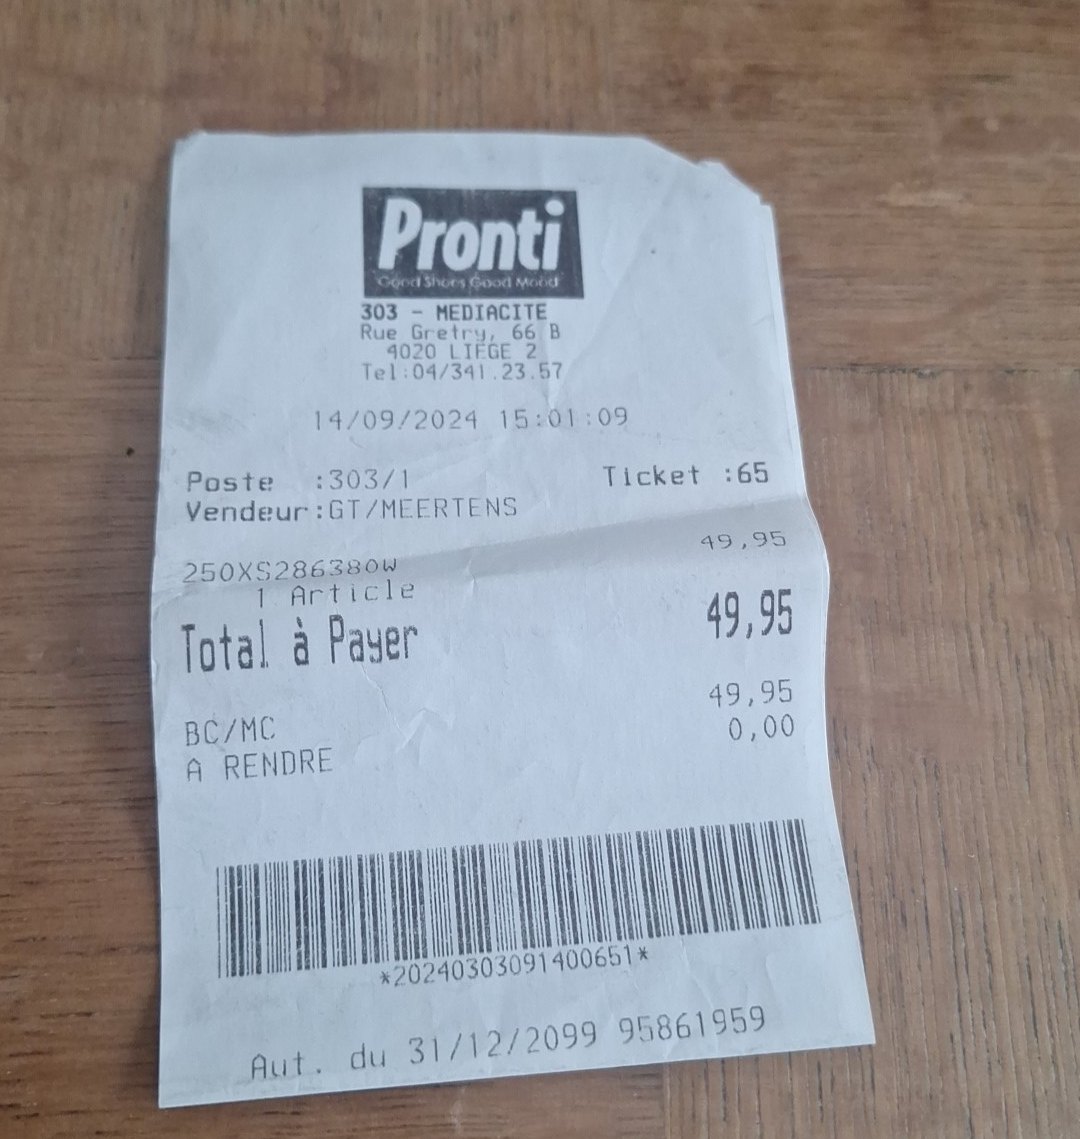 Pronti
Good Shoes Good Mood
303 - MEDIACITE
Rue Gretry, 66 B
4020 LIEGE 2
Tel:04/341.23.57
14/09/2024 15:01:09
Poste :303/1 Ticket :65
Vendeur:GT/MEERTENS
250XS286380W 49,95
1 Article
Total à Payer 49,95
BC/MC 49,95
A RENDRE 0,00
*20240303091400651*
Aut. du 31/12/2099 95861959